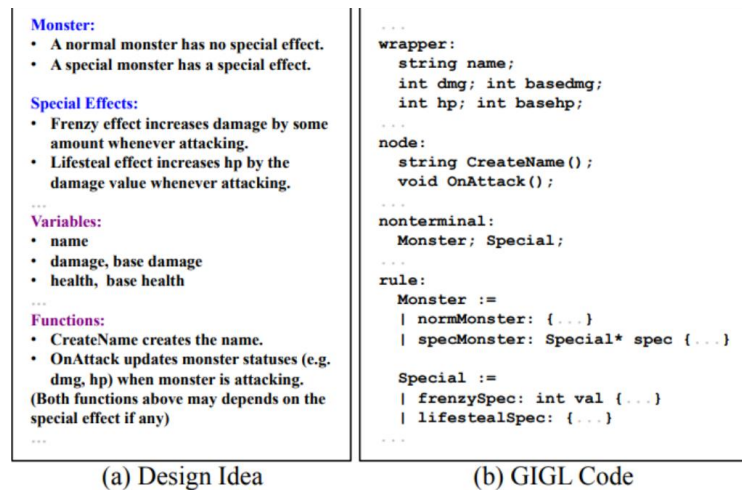 Monster:
• A normal monster has no special effect.
• A special monster has a special effect.
Special Effects:
• Frenzy effect increases damage by some
amount whenever attacking.
• Lifesteal effect increases hp by the
damage value whenever attacking.
...
Variables:
• name
• damage, base damage
• health, base health
...
Functions:
• CreateName creates the name.
• OnAttack updates monster statuses (e.g.
dmg, hp) when monster is attacking.
(Both functions above may depends on the
special effect if any)
...
(a) Design Idea
...
wrapper:
string name;
int dmg; int basedmg;
int hp; int basehp;
...
node:
string CreateName();
void OnAttack();
...
nonterminal:
Monster; Special;
...
rule:
Monster :=
| normMonster: {...}
| specMonster: Special* spec {...}
Special :=
| frenzySpec: int val {...}
| lifestealSpec: {...}
...
(b) GIGL Code